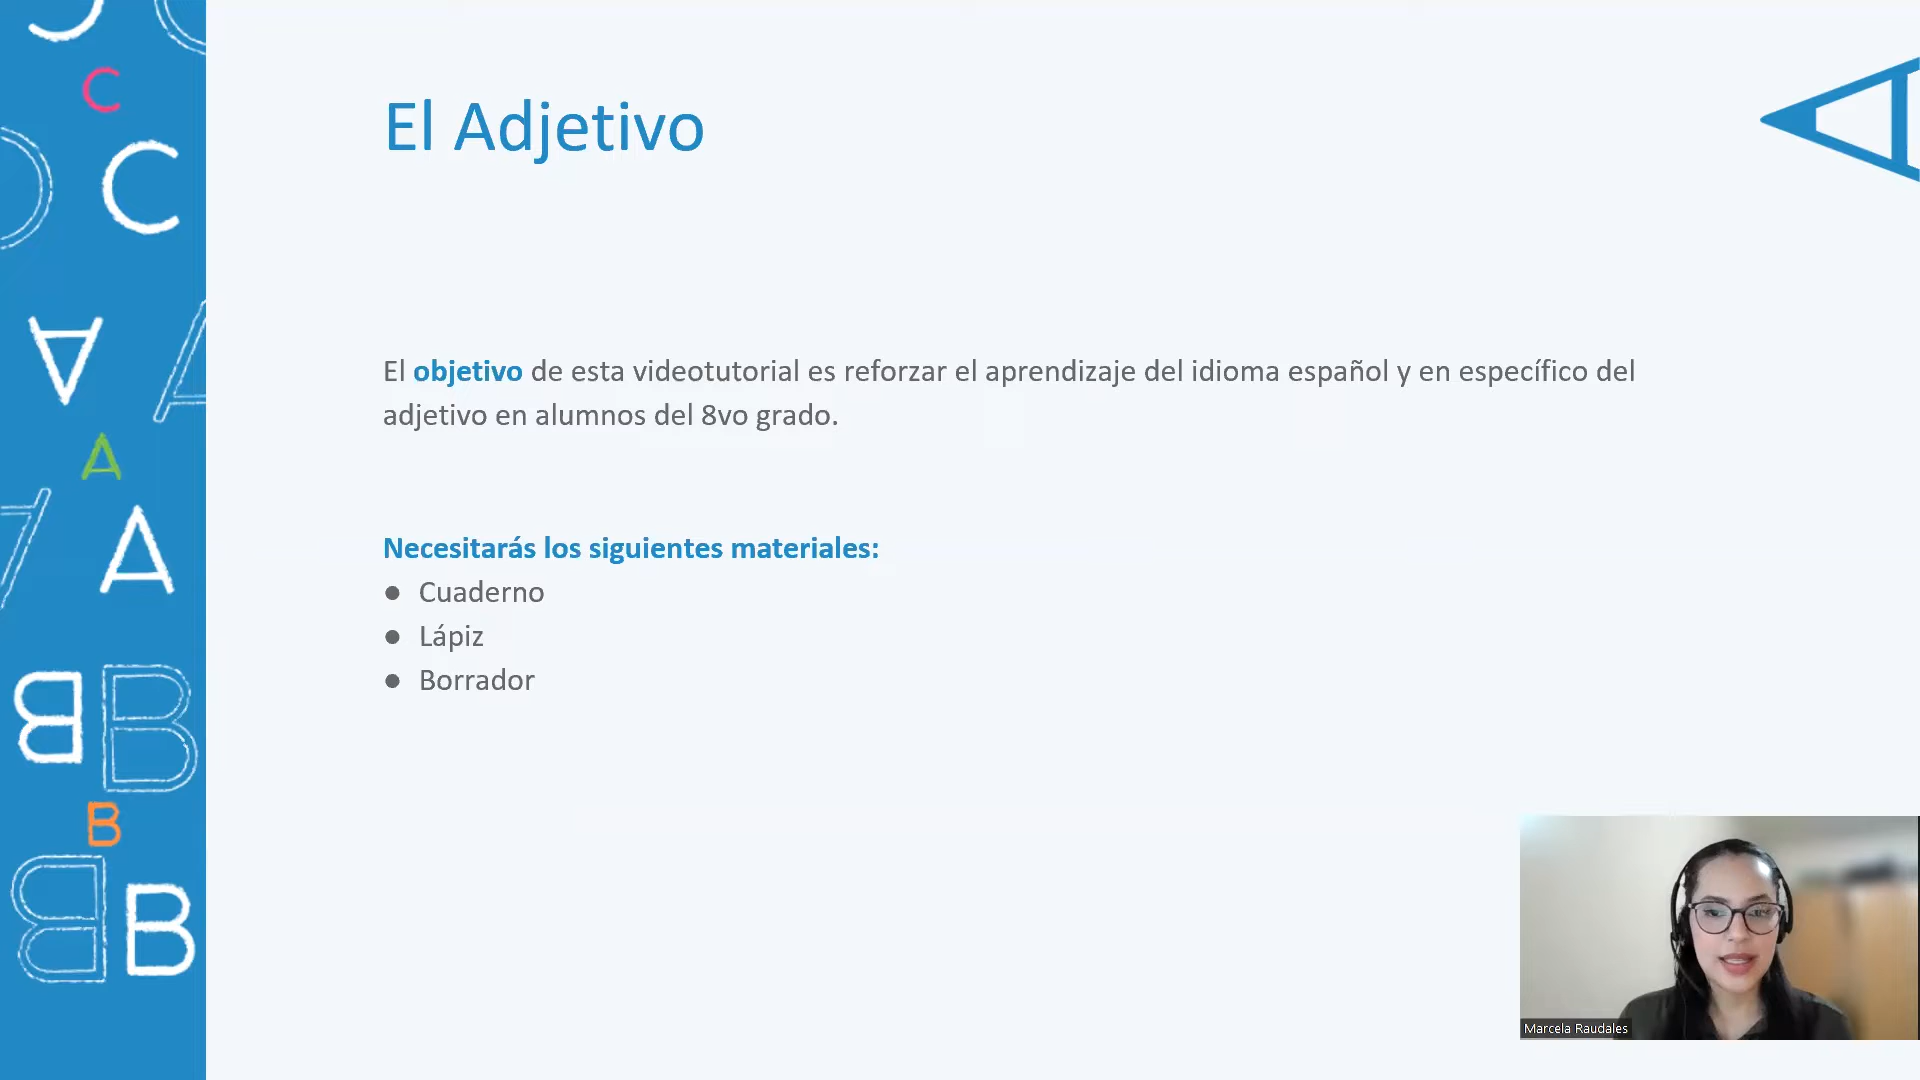 El Adjetivo
El objetivo de esta videotutorial es reforzar el aprendizaje del idioma español y en específico del
adjetivo en alumnos del 8vo grado.
Necesitarás los siguientes materiales:
● Cuaderno
● Lápiz
● Borrador
Marcela Raudales
C
C
A
A
A
B
B
B
B
B
A